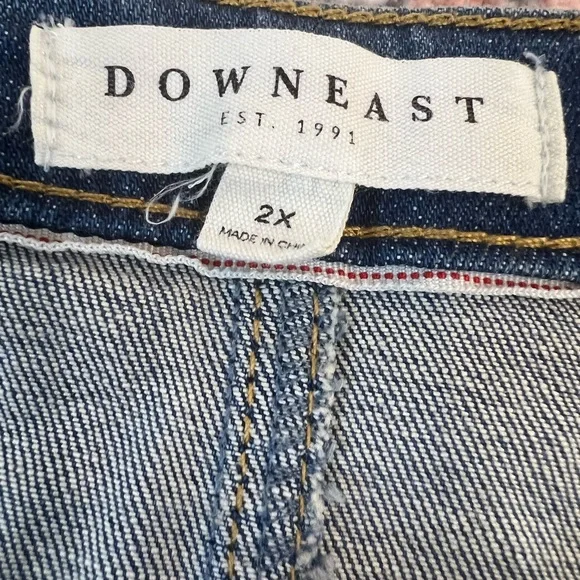 DOWNEAST
EST. 1991
2X
MADE IN